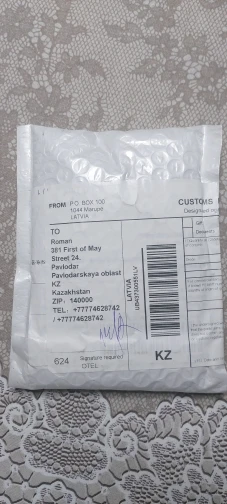 FROM P.O. BOX 100
1044 Marupe
LATVIA
CUSTOMS
TO
Roman
381 First of May
Street 24.
Pavlodar
Pavlodarskaya oblast
KZ
Kazakhstan
ZIP: 140000
TEL: +77774628742
/ +77774628742
LATVIA
624
Signature required
KZ